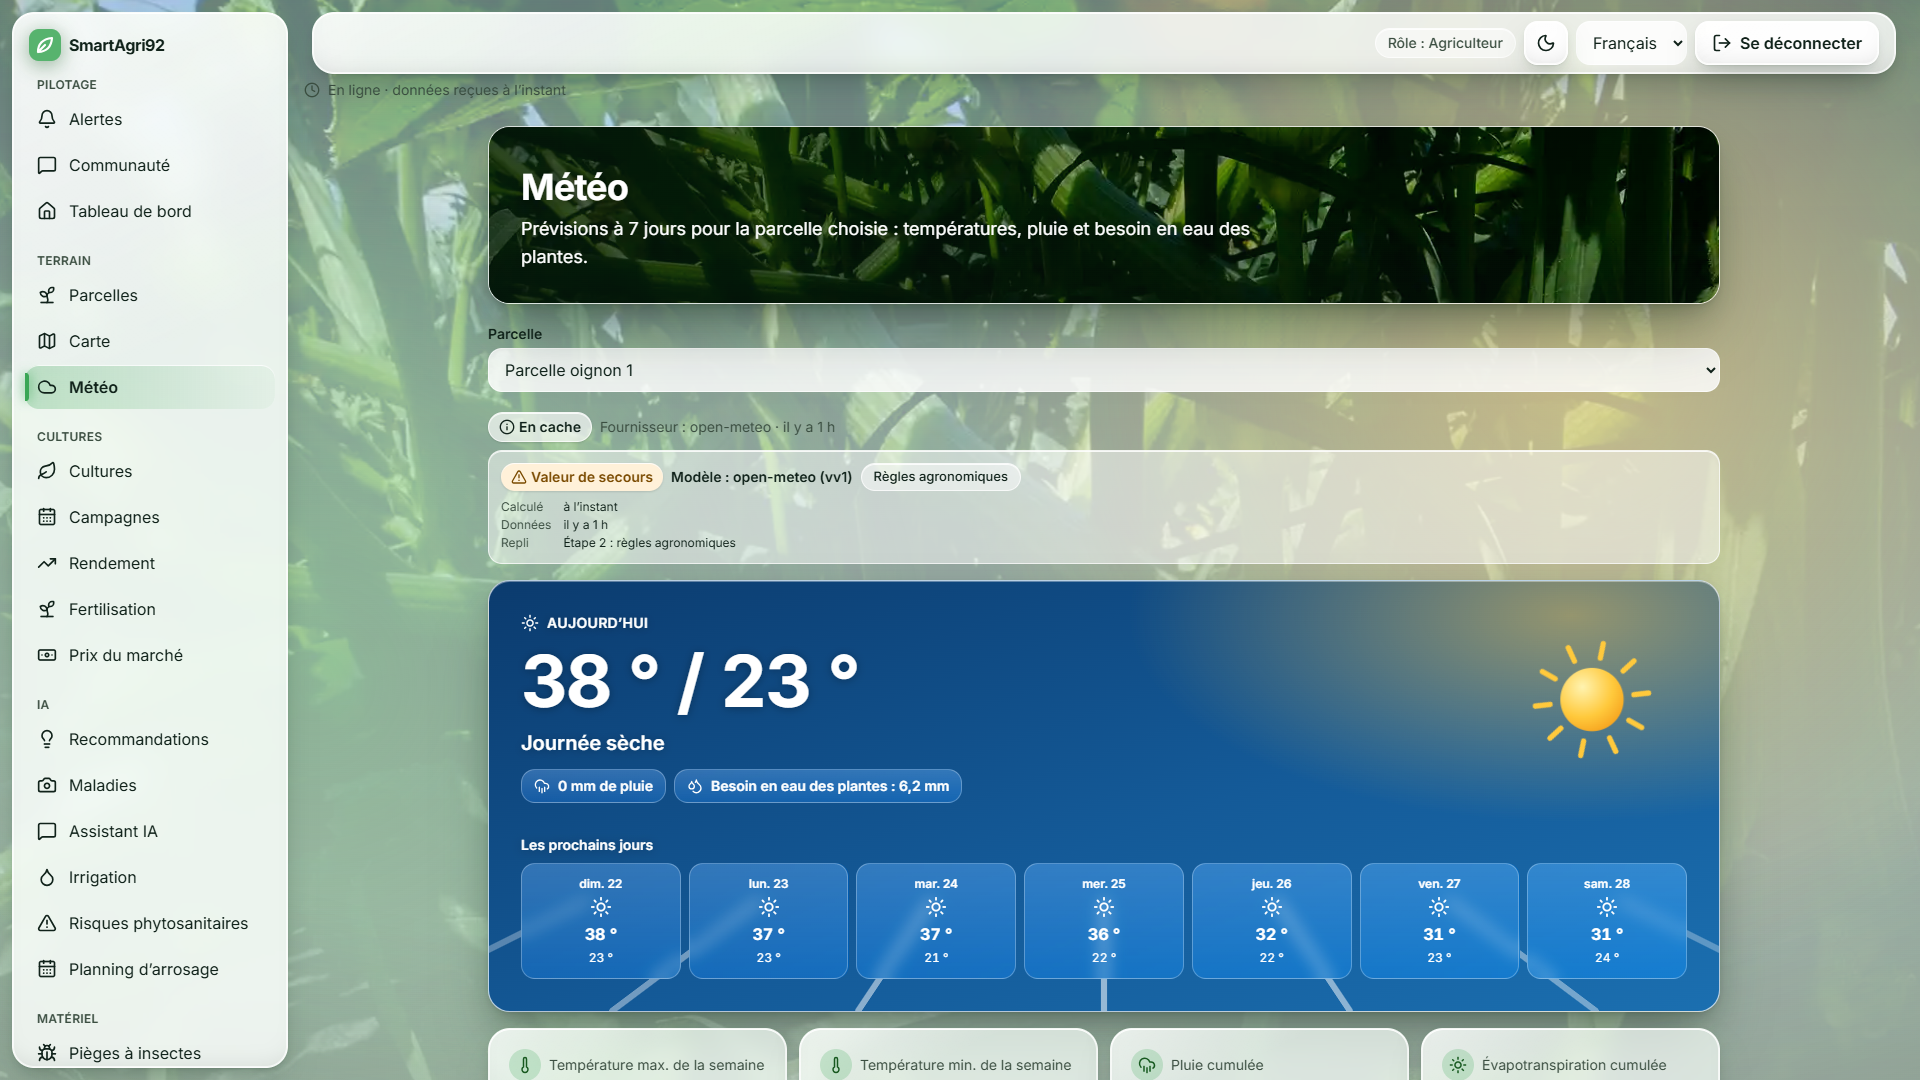 SmartAgri92
PILOTAGE
Alertes
Communauté
Tableau de bord
TERRAIN
Parcelles
Carte
Météo
CULTURES
Cultures
Campagnes
Rendement
Fertilisation
Prix du marché
IA
Recommandations
Maladies
Assistant IA
Irrigation
Risques phytosanitaires
Planning d’arrosage
MATÉRIEL
Pièges à insectes
Rôle : Agriculteur
Français
Se déconnecter
En ligne · données reçues à l’instant
Météo
Prévisions à 7 jours pour la parcelle choisie : températures, pluie et besoin en eau des
plantes.
Parcelle
Parcelle oignon 1
En cache Fournisseur : open-meteo · il y a 1 h
Valeur de secours Modèle : open-meteo (vv1) Règles agronomiques
Calculé à l’instant
Données il y a 1 h
Repli Étape 2 : règles agronomiques
AUJOURD’HUI
38 ° / 23 °
Journée sèche
0 mm de pluie Besoin en eau des plantes : 6,2 mm
Les prochains jours
dim. 22 lun. 23 mar. 24 mer. 25 jeu. 26 ven. 27 sam. 28
38 ° 37 ° 37 ° 36 ° 32 ° 31 ° 31 °
23 ° 23 ° 21 ° 22 ° 22 ° 23 ° 24 °
Température max. de la semaine Température min. de la semaine Pluie cumulée Évapotranspiration cumulée